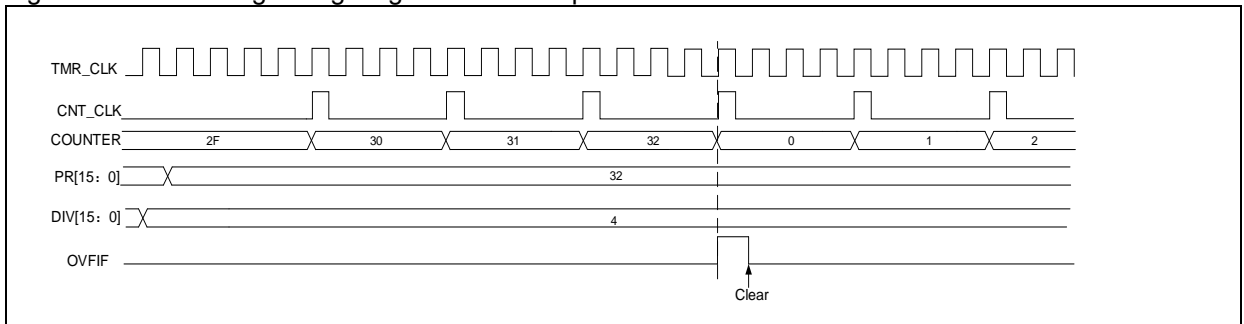 TMR_CLK
CNT_CLK
COUNTER 2F 30 31 32 0 1 2
PR[15：0] 32
DIV[15：0] 4
OVFIF
Clear